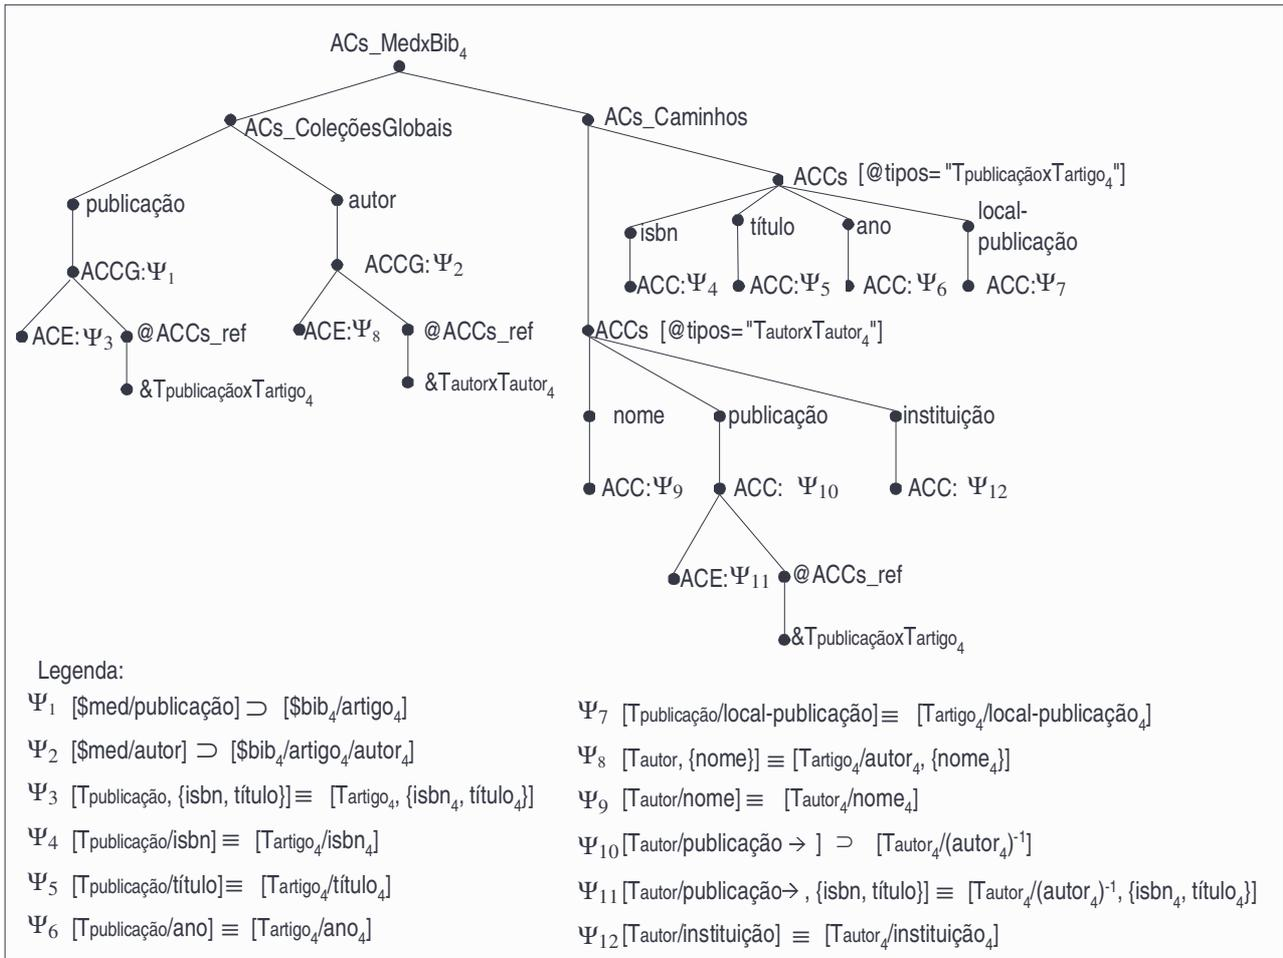 ACs_MedxBib₄
ACs_ColeçõesGlobais
ACs_Caminhos
publicação
autor
ACCs [@tipos= "TpublicaçãoxTartigo₄"]
isbn
título
ano
local-
publicação
ACCG:Ψ₁
ACCG:Ψ₂
ACC:Ψ₄
ACC:Ψ₅
ACC: Ψ₆
ACC:Ψ₇
ACE:Ψ₃
@ACCs_ref
ACE:Ψ₈
@ACCs_ref
ACCs [@tipos= "TautorxTautor₄"]
&TpublicaçãoxTartigo₄
&TautorxTautor₄
nome
publicação
instituição
ACC:Ψ₉
ACC: Ψ₁₀
ACC: Ψ₁₂
ACE:Ψ₁₁
@ACCs_ref
&TpublicaçãoxTartigo₄
Legenda:
Ψ₁ [$med/publicação] ⊃ [$bib₄/artigo₄]
Ψ₂ [$med/autor] ⊃ [$bib₄/artigo₄/autor₄]
Ψ₃ [Tpublicação, {isbn, título}] ≡ [Tartigo₄, {isbn₄, título₄}]
Ψ₄ [Tpublicação/isbn] ≡ [Tartigo₄/isbn₄]
Ψ₅ [Tpublicação/título] ≡ [Tartigo₄/título₄]
Ψ₆ [Tpublicação/ano] ≡ [Tartigo₄/ano₄]
Ψ₇ [Tpublicação/local-publicação] ≡ [Tartigo₄/local-publicação₄]
Ψ₈ [Tautor, {nome}] ≡ [Tartigo₄/autor₄, {nome₄}]
Ψ₉ [Tautor/nome] ≡ [Tautor₄/nome₄]
Ψ₁₀ [Tautor/publicação → ] ⊃ [Tautor₄/(autor₄)⁻¹]
Ψ₁₁ [Tautor/publicação→ , {isbn, título}] ≡ [Tautor₄/(autor₄)⁻¹, {isbn₄, título₄}]
Ψ₁₂ [Tautor/instituição] ≡ [Tautor₄/instituição₄]